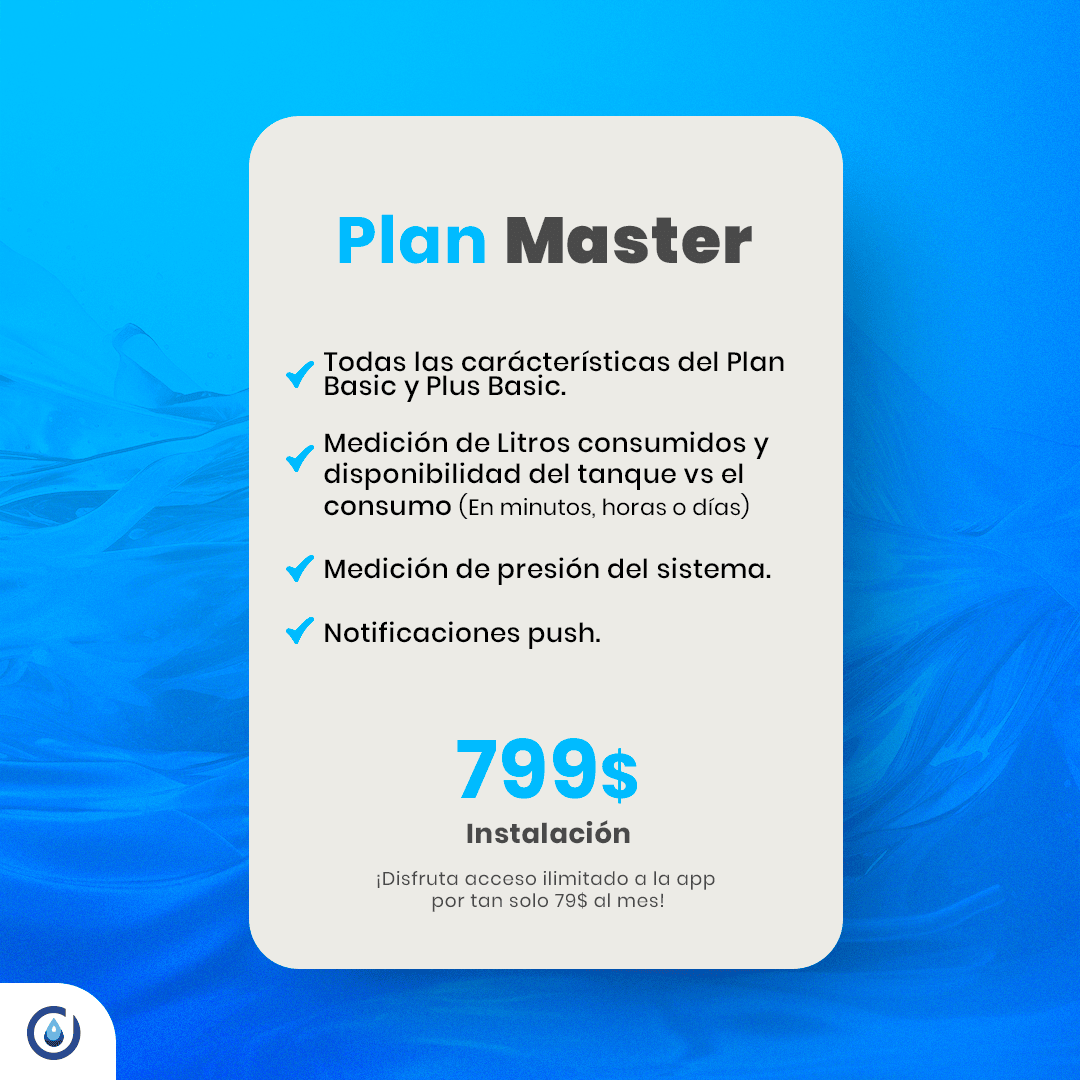 Plan Master
Todas las carácterísticas del Plan
Basic y Plus Basic.
Medición de Litros consumidos y
disponibilidad del tanque vs el
consumo (En minutos, horas o días)
Medición de presión del sistema.
Notificaciones push.
799$
Instalación
¡Disfruta acceso ilimitado a la app
por tan solo 79$ al mes!